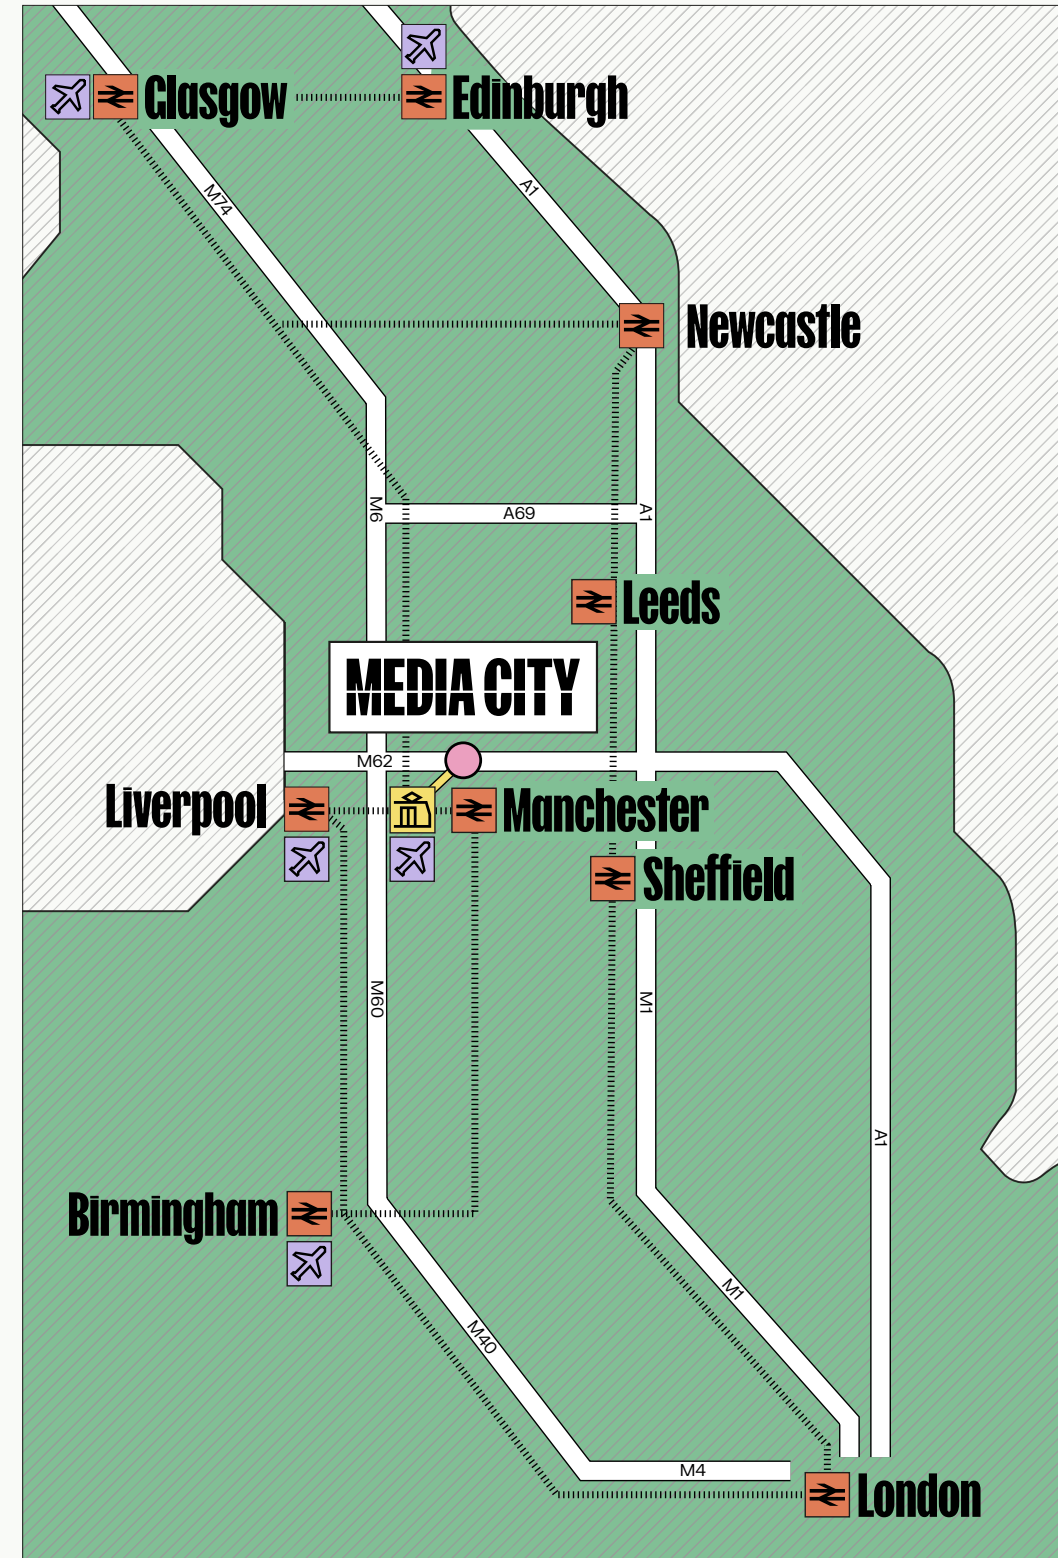 Glasgow
Edinburgh
M74
A1
Newcastle
M6
A69
A1
Leeds
MEDIA CITY
M62
Liverpool
Manchester
Sheffield
M60
M1
A1
Birmingham
M1
M40
M4
London